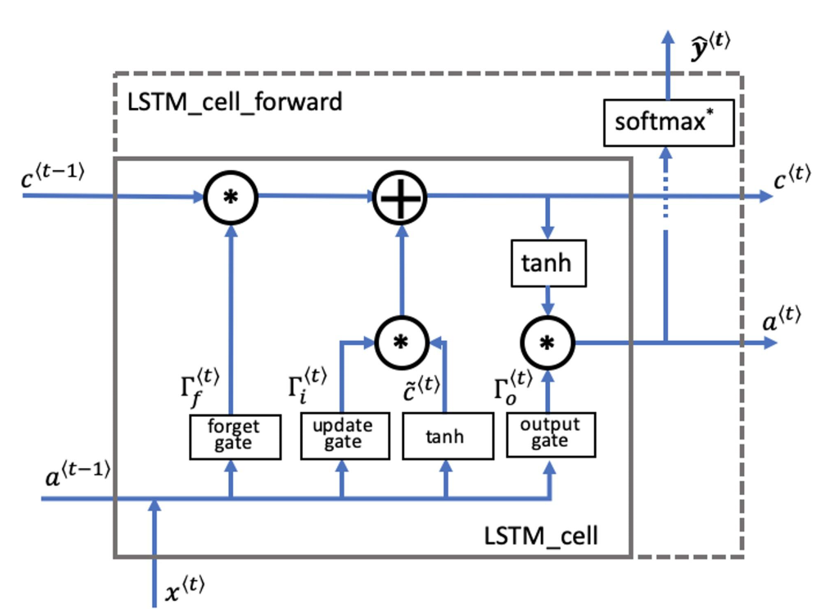 ŷ⟨t⟩
LSTM_cell_forward
softmax*
c⟨t−1⟩
*
+
c⟨t⟩
tanh
a⟨t⟩
*
*
Γf⟨t⟩
Γi⟨t⟩
c̃⟨t⟩
Γo⟨t⟩
forget
gate
update
gate
tanh
output
gate
a⟨t−1⟩
LSTM_cell
x⟨t⟩